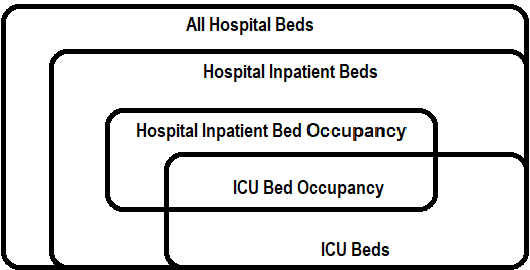 All Hospital Beds
Hospital Inpatient Beds
Hospital Inpatient Bed Occupancy
ICU Bed Occupancy
ICU Beds